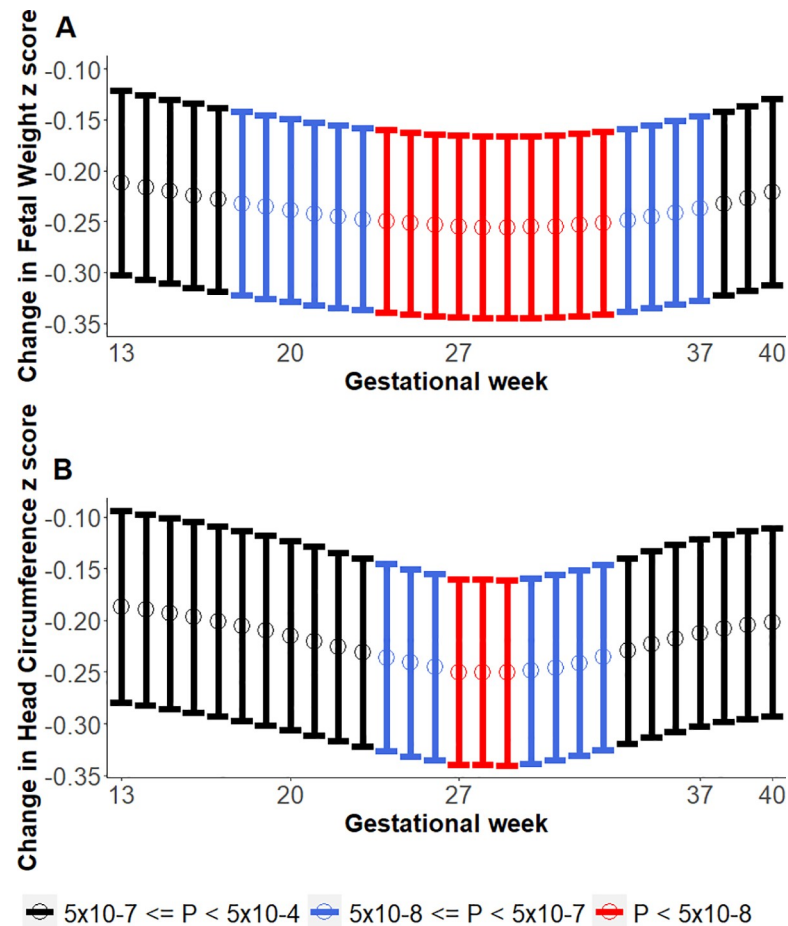 A
Change in Fetal Weight z score
-0.10
-0.15
-0.20
-0.25
-0.30
-0.35
13 20 27 37 40
Gestational week
B
Change in Head Circumference z score
-0.10
-0.15
-0.20
-0.25
-0.30
-0.35
13 20 27 37 40
Gestational week
5x10-7 <= P < 5x10-4 5x10-8 <= P < 5x10-7 P < 5x10-8